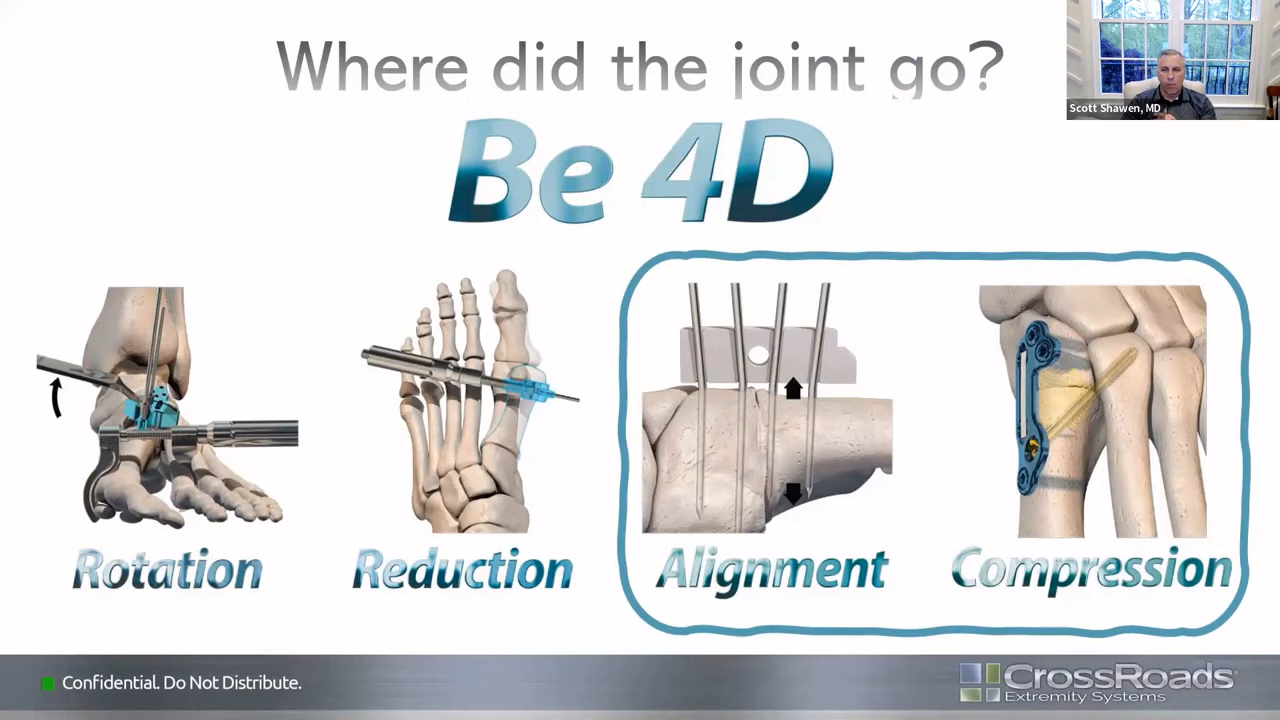 Where did the joint go?
Scott Shawen, MD
Be 4D
Rotation
Reduction
Alignment
Compression
Confidential. Do Not Distribute.
CrossRoads
Extremity Systems